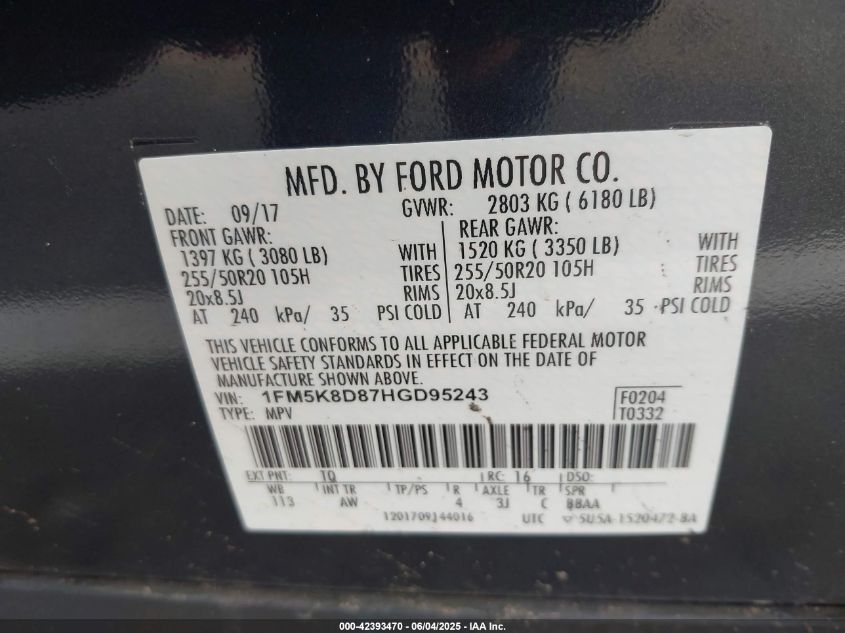 MFD. BY FORD MOTOR CO.
DATE: 09/17 GVWR: 2803 KG ( 6180 LB)
FRONT GAWR: REAR GAWR:
1397 KG ( 3080 LB) WITH 1520 KG ( 3350 LB) WITH
255/50R20 105H TIRES 255/50R20 105H TIRES
20x8.5J RIMS 20x8.5J RIMS
AT 240 kPa/ 35 PSI COLD AT 240 kPa/ 35 PSI COLD
THIS VEHICLE CONFORMS TO ALL APPLICABLE FEDERAL MOTOR
VEHICLE SAFETY STANDARDS IN EFFECT ON THE DATE OF
MANUFACTURE SHOWN ABOVE.
VIN: 1FM5K8D87HGD95243 F0204
TYPE: MPV T0332
EXT PNT: TQ RC: 16 DSO:
WB INT TR TP/PS R AXLE TR SPR
113 AW 4 3J C BBAA
1201709144016 UTC 5U5A-1520472-BA
000-42393470 - 06/04/2025 - IAA Inc.